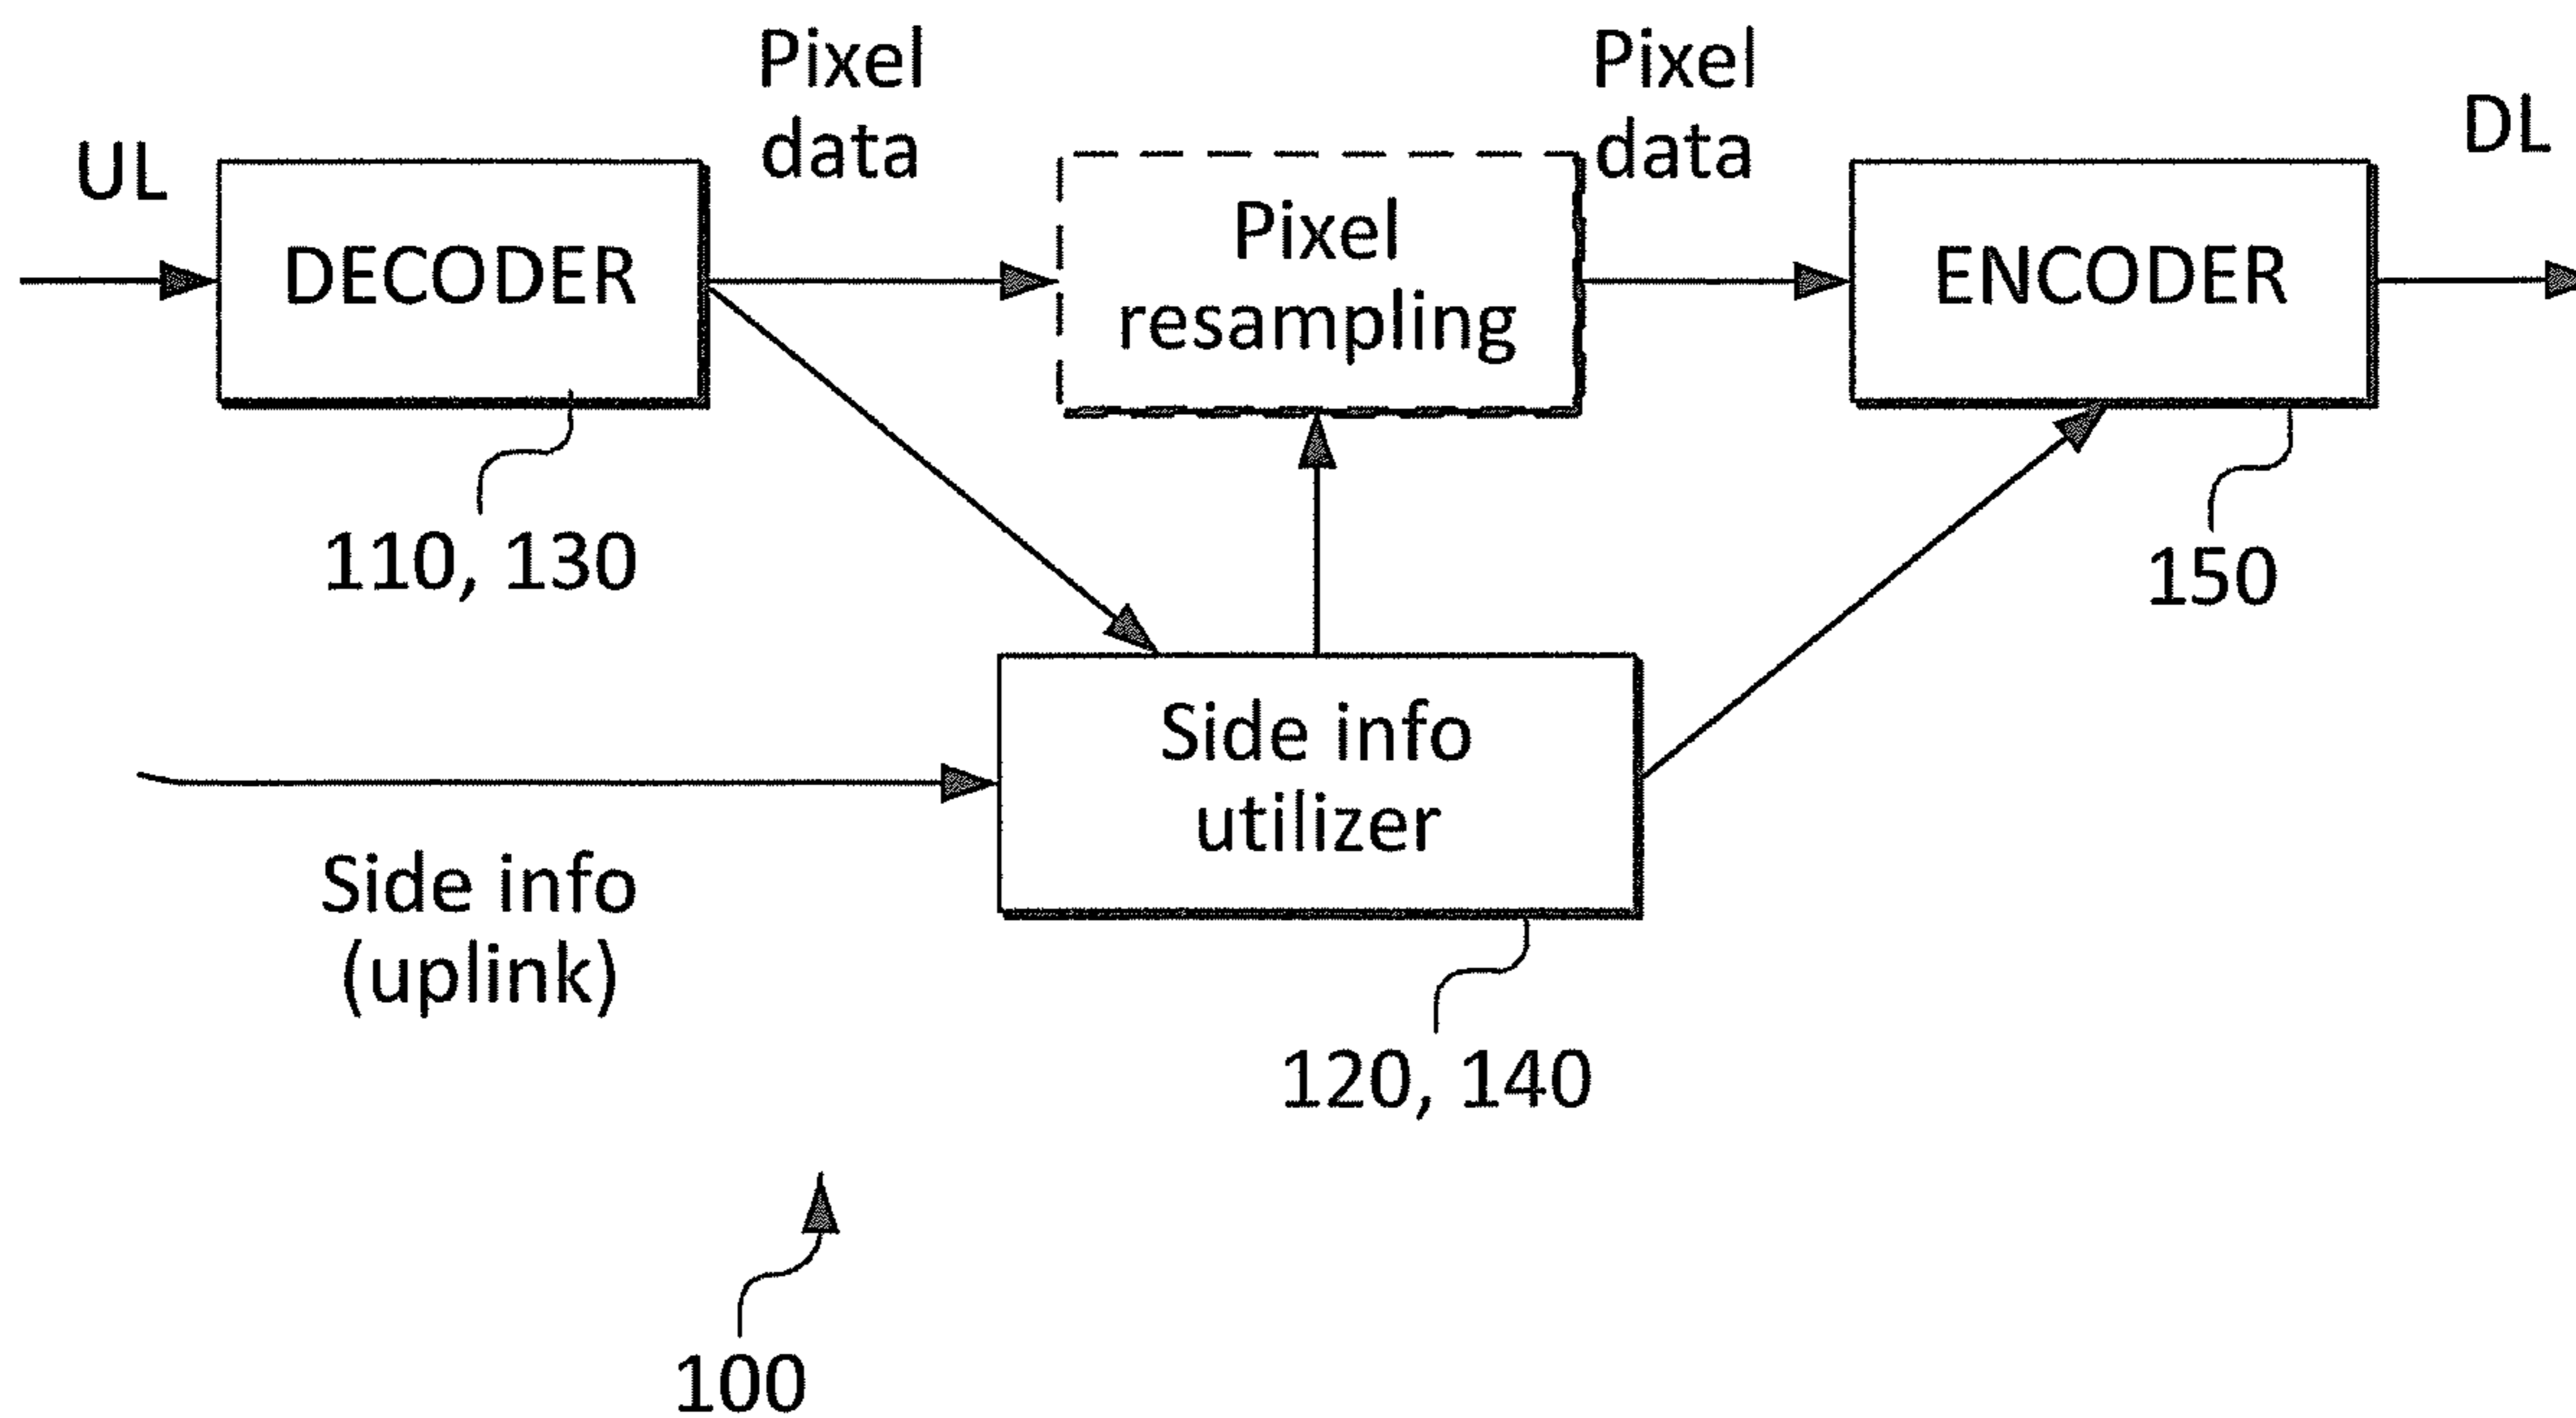 UL
DECODER
110, 130
Pixel
data
Pixel
resampling
Pixel
data
ENCODER
150
DL
Side info
(uplink)
Side info
utilizer
120, 140
100